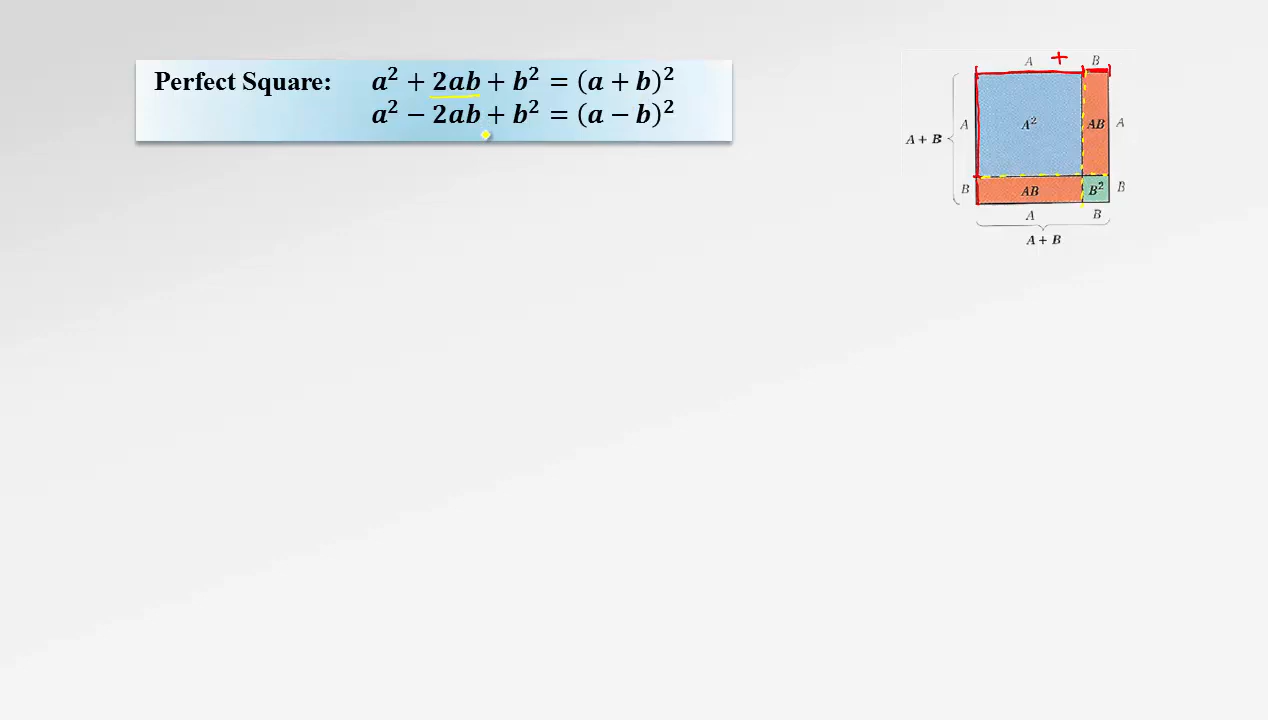 Perfect Square: a² + 2ab + b² = (a + b)²
a² − 2ab + b² = (a − b)²
A + B
A A² AB A
A + B
B AB B² B
A B
A + B